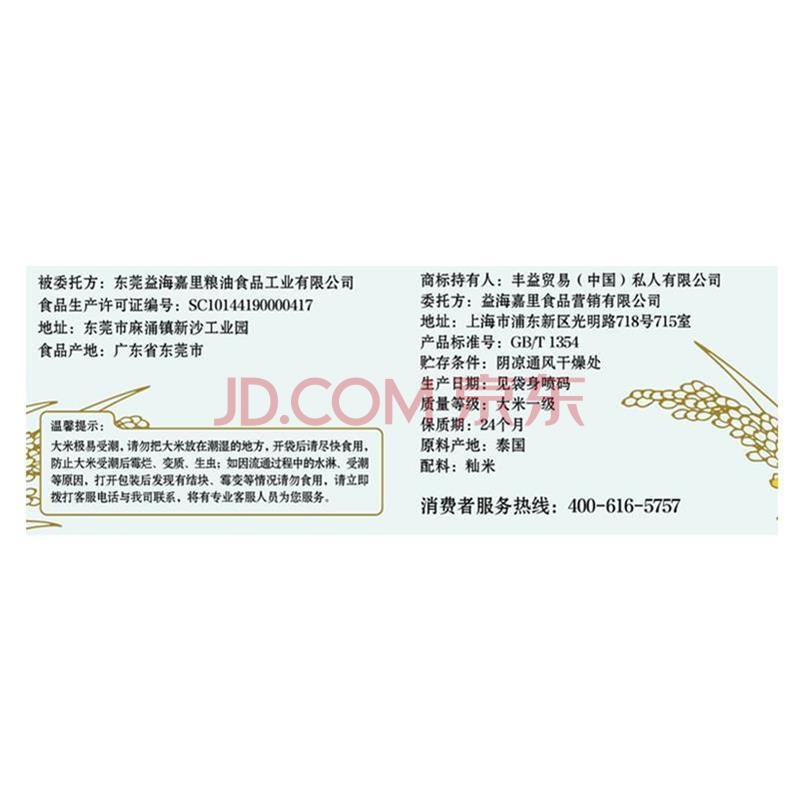 被委托方：东莞益海嘉里粮油食品工业有限公司
食品生产许可证编号：SC10144190000417
地址：东莞市麻涌镇新沙工业园
食品产地：广东省东莞市
温馨提示：
大米极易受潮，请勿把大米放在潮湿的地方，开袋后请尽快食用，
防止大米受潮后霉烂、变质、生虫；如因流通过程中的水淋、受潮
等原因，打开包装后发现有结块、霉变等情况请勿食用，请立即
拨打客服电话与我司联系，将有专业客服人员为您服务。
商标持有人：丰益贸易（中国）私人有限公司
委托方：益海嘉里食品营销有限公司
地址：上海市浦东新区光明路718号715室
产品标准号：GB/T 1354
贮存条件：阴凉通风干燥处
生产日期：见袋身喷码
质量等级：大米一级
保质期：24个月
原料产地：泰国
配料：籼米
消费者服务热线：400-616-5757
JD.COM 京东